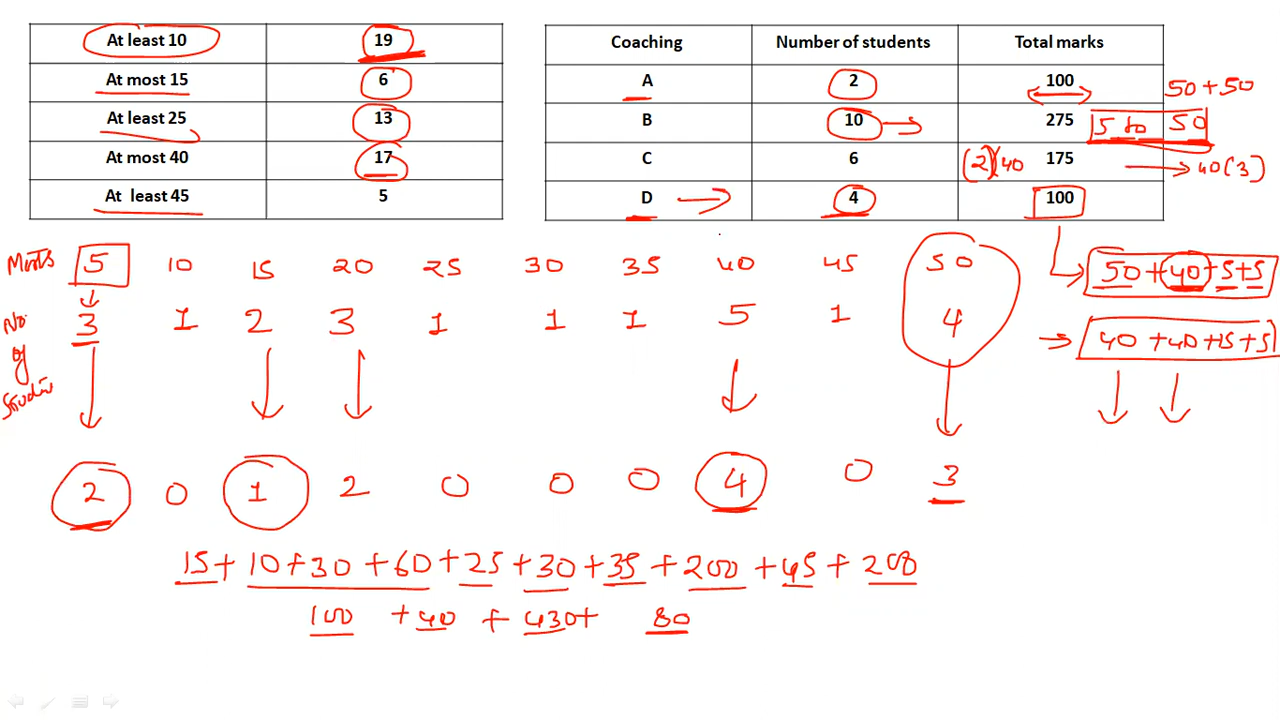 At least 10 19
At most 15 6
At least 25 13
At most 40 17
At least 45 5
Coaching Number of students Total marks
A 2 100 50+50
B 10 275 5 to 50
C 6 (2)(40 175 40(3)
D 4 100
Marks 5 10 15 20 25 30 35 40 45 50
No of 3 1 2 3 1 1 1 5 1 4
50+40+5+5
40+40+15+5
2 0 1 2 0 0 0 4 0 3
15+10+30+60+25+30+35+200+45+200
100 +40 +430+ 80